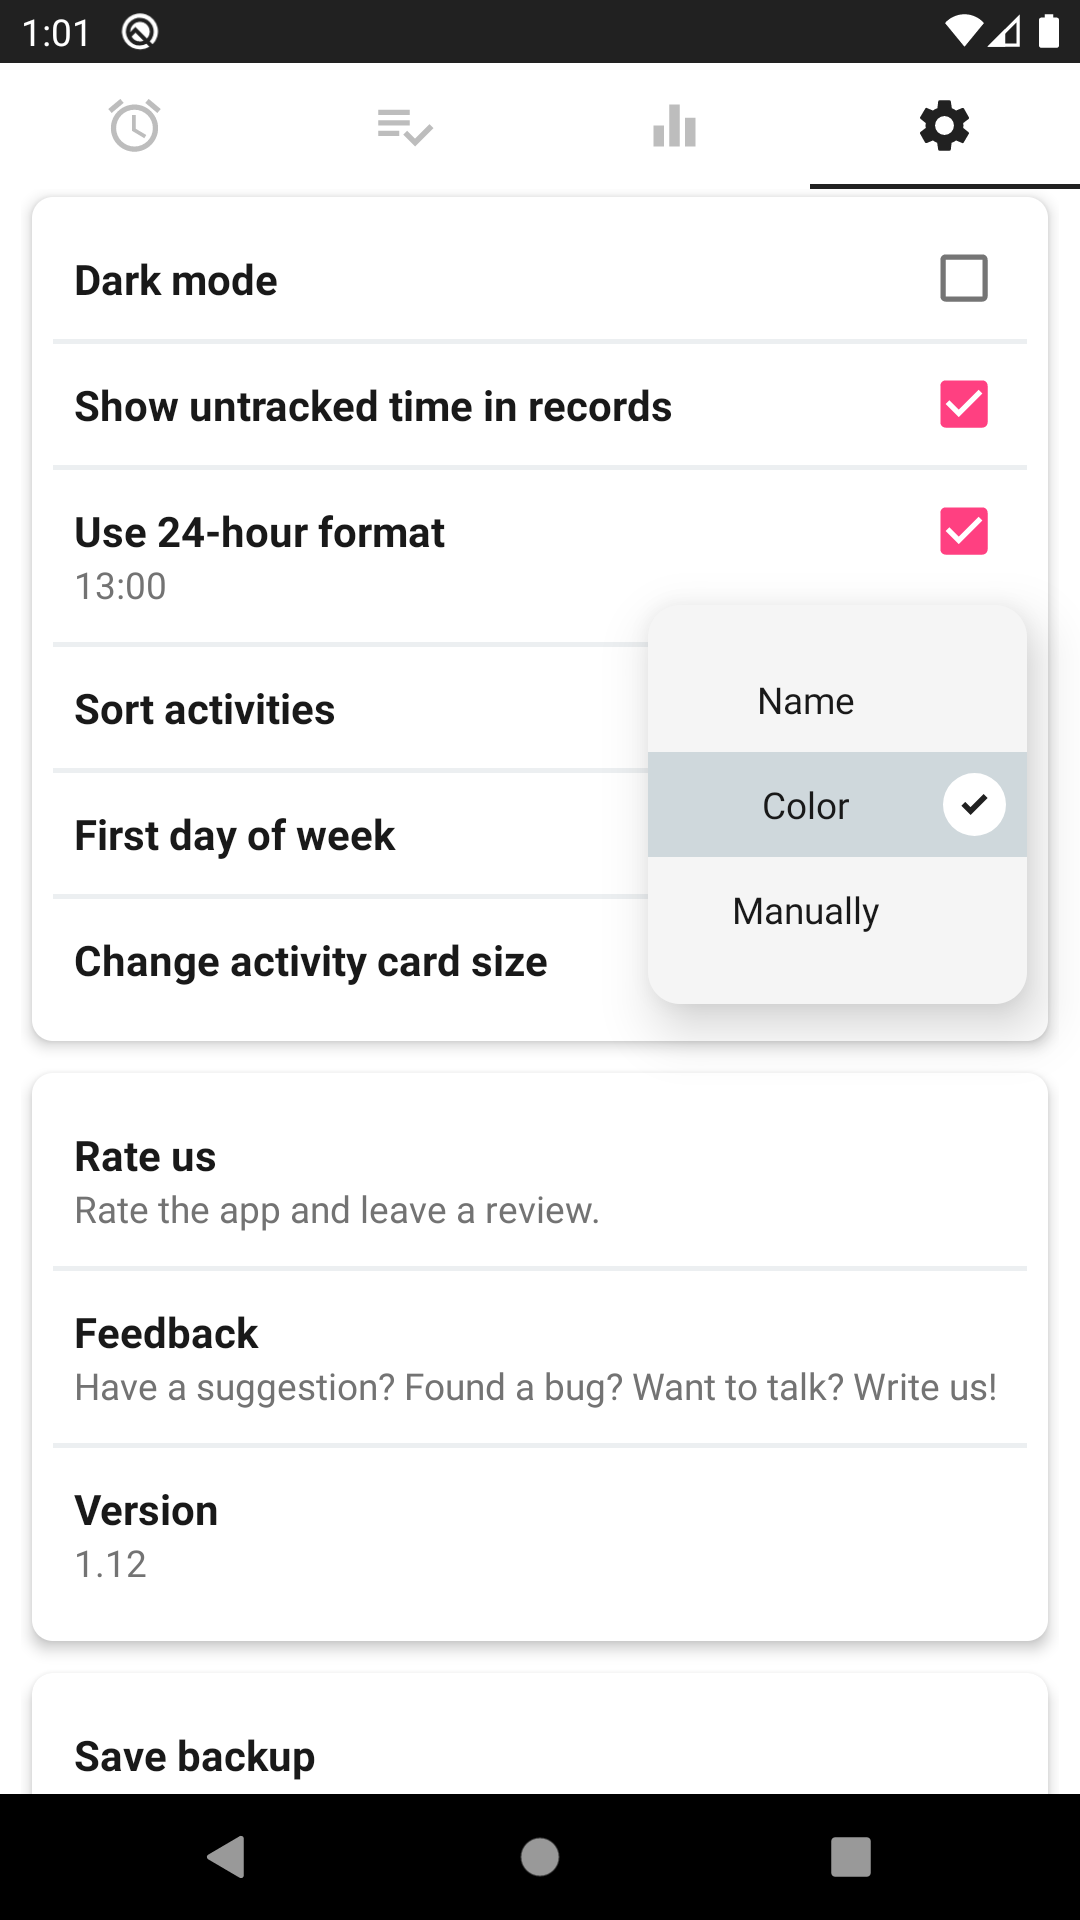 1:01
Dark mode
Show untracked time in records
Use 24-hour format
13:00
Sort activities
Name
Color
Manually
First day of week
Change activity card size
Rate us
Rate the app and leave a review.
Feedback
Have a suggestion? Found a bug? Want to talk? Write us!
Version
1.12
Save backup